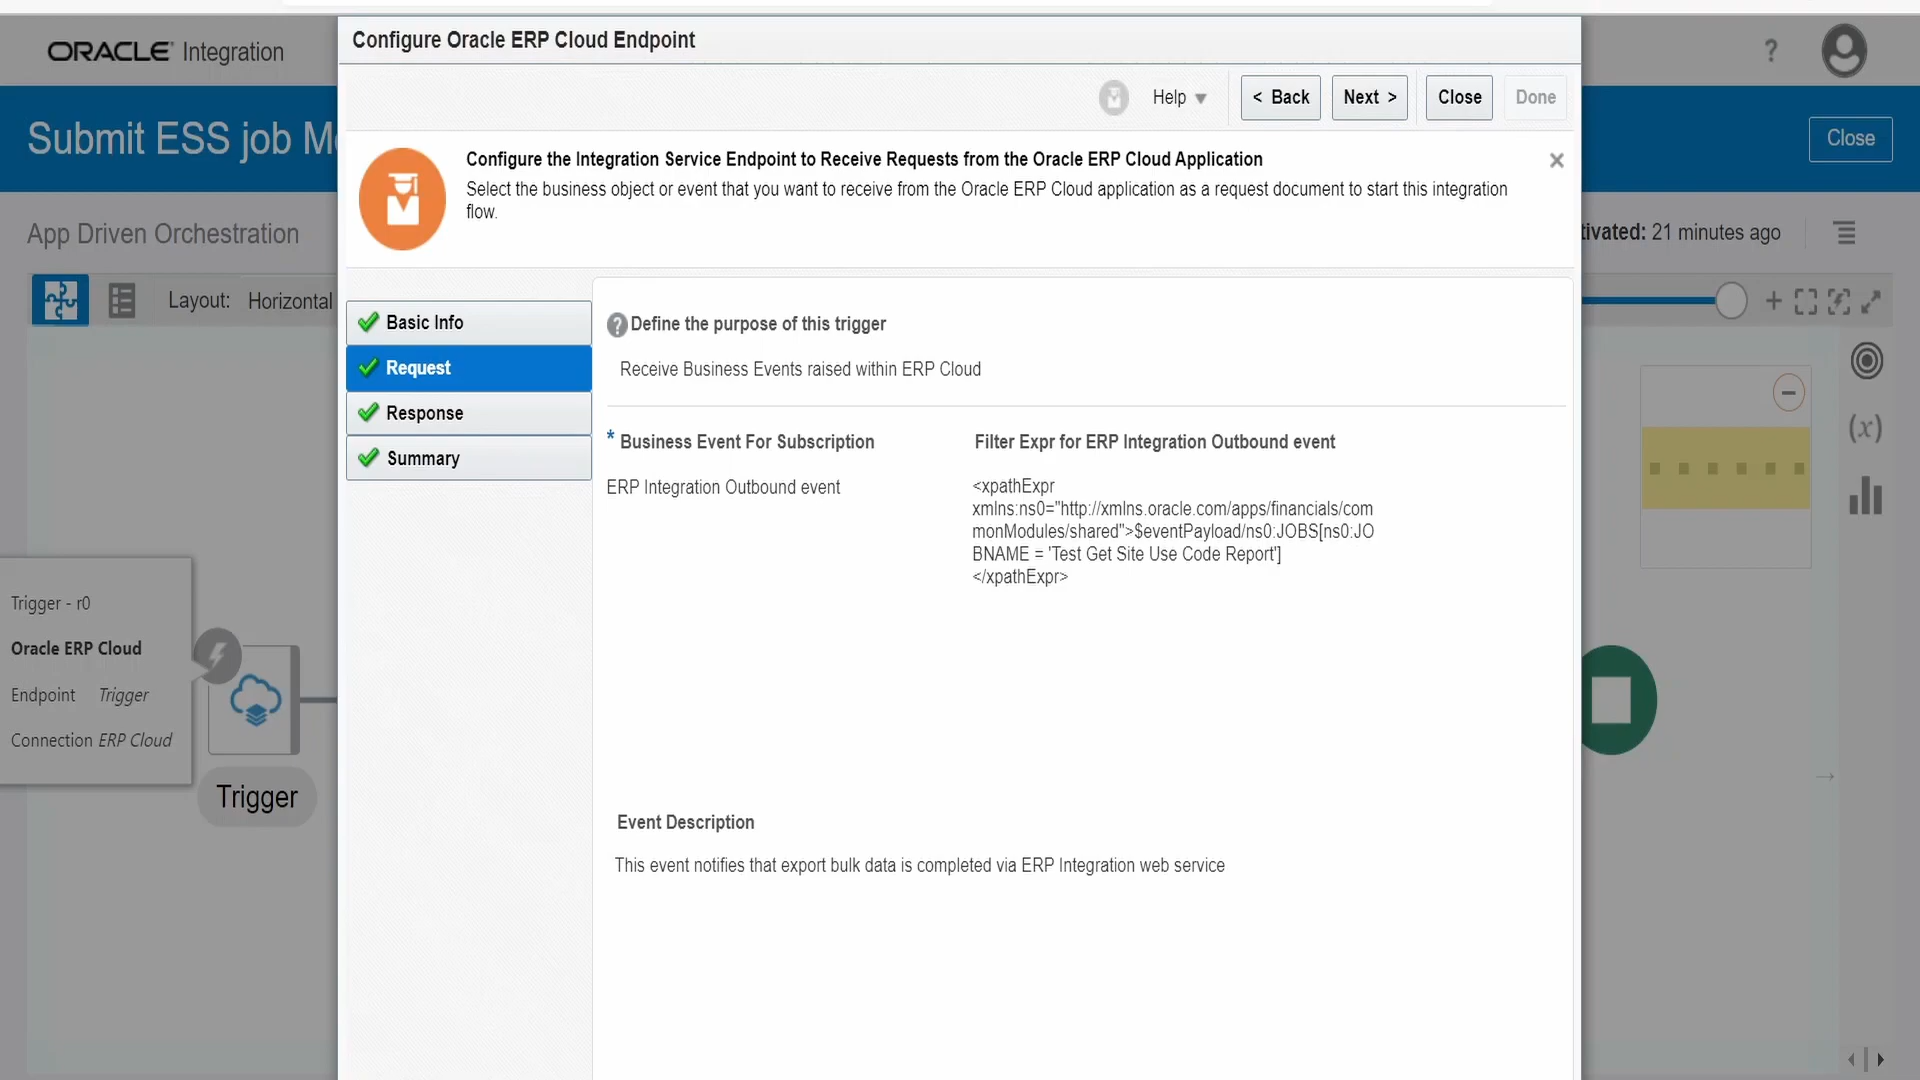 Configure Oracle ERP Cloud Endpoint
ORACLE Integration
?
Help
< Back
Next >
Close
Done
Submit ESS job M
Close
Configure the Integration Service Endpoint to Receive Requests from the Oracle ERP Cloud Application
Select the business object or event that you want to receive from the Oracle ERP Cloud application as a request document to start this integration
flow.
App Driven Orchestration
tivated: 21 minutes ago
Layout: Horizontal
Basic Info
Request
Response
Summary
Define the purpose of this trigger
Receive Business Events raised within ERP Cloud
* Business Event For Subscription
Filter Expr for ERP Integration Outbound event
ERP Integration Outbound event
<xpathExpr
xmlns:ns0="http://xmlns.oracle.com/apps/financials/com
monModules/shared">$eventPayload/ns0:JOBS[ns0:JO
BNAME = 'Test Get Site Use Code Report']
</xpathExpr>
(x)
Trigger - r0
Oracle ERP Cloud
Endpoint Trigger
Connection ERP Cloud
Trigger
Event Description
This event notifies that export bulk data is completed via ERP Integration web service